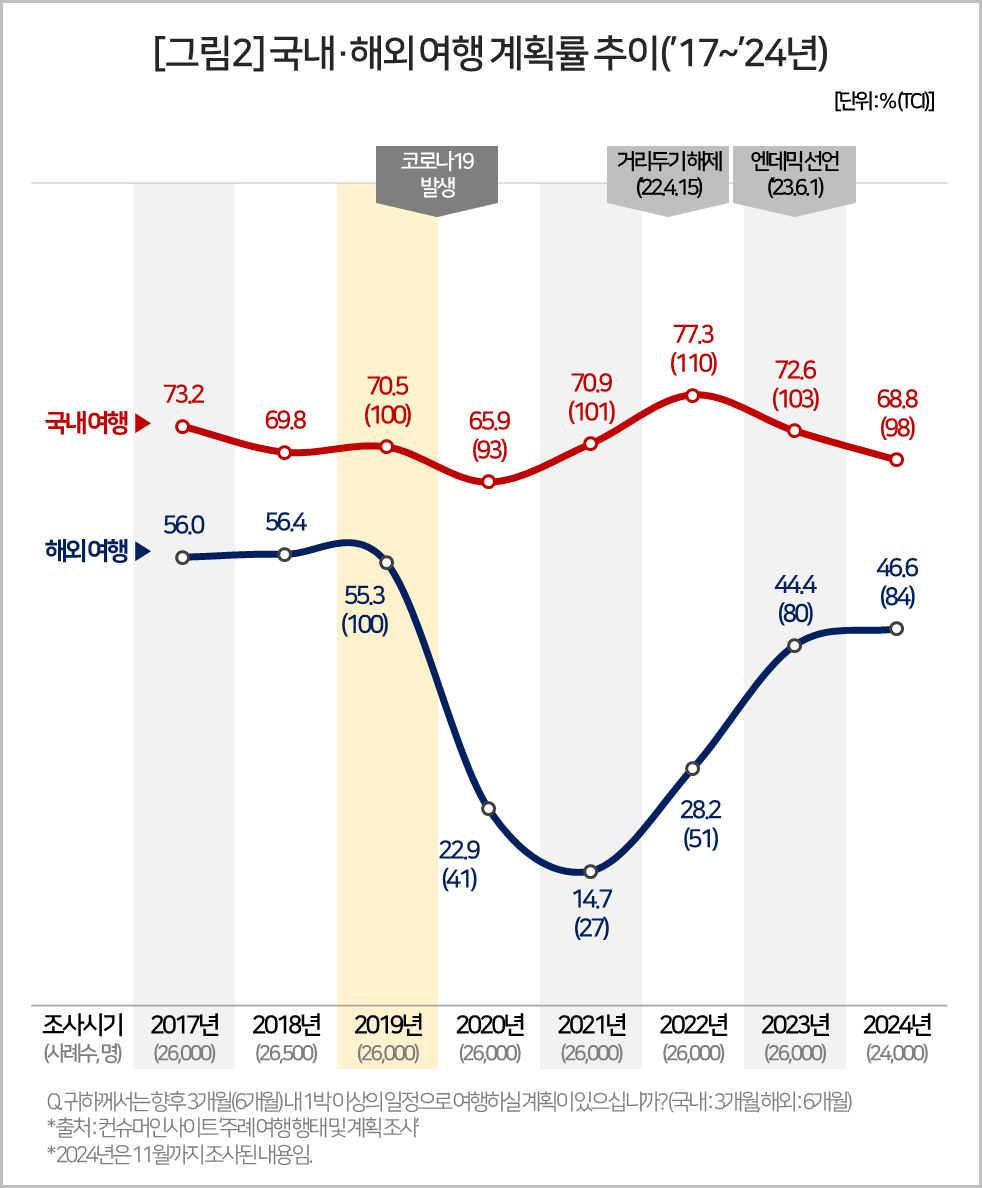 [그림2] 국내·해외 여행 계획률 추이('17~'24년)
[단위 : % (TCI)]
코로나19
발생
거리두기 해제
('22.4.15)
엔데믹 선언
('23.6.1)
국내 여행 ▶
73.2
69.8
70.5
(100)
65.9
(93)
70.9
(101)
77.3
(110)
72.6
(103)
68.8
(98)
해외 여행 ▶
56.0
56.4
55.3
(100)
22.9
(41)
14.7
(27)
28.2
(51)
44.4
(80)
46.6
(84)
조사시기 2017년 2018년 2019년 2020년 2021년 2022년 2023년 2024년
(사례수, 명) (26,000) (26,500) (26,000) (26,000) (26,000) (26,000) (26,000) (24,000)
Q. 귀하께서는 향후 3개월(6개월) 내 1박 이상의 일정으로 여행하실 계획이 있으십니까? (국내 : 3개월, 해외 : 6개월)
*출처 : 컨슈머인사이트 '주례 여행 행태 및 계획 조사'
*2024년은 11월까지 조사된 내용임.